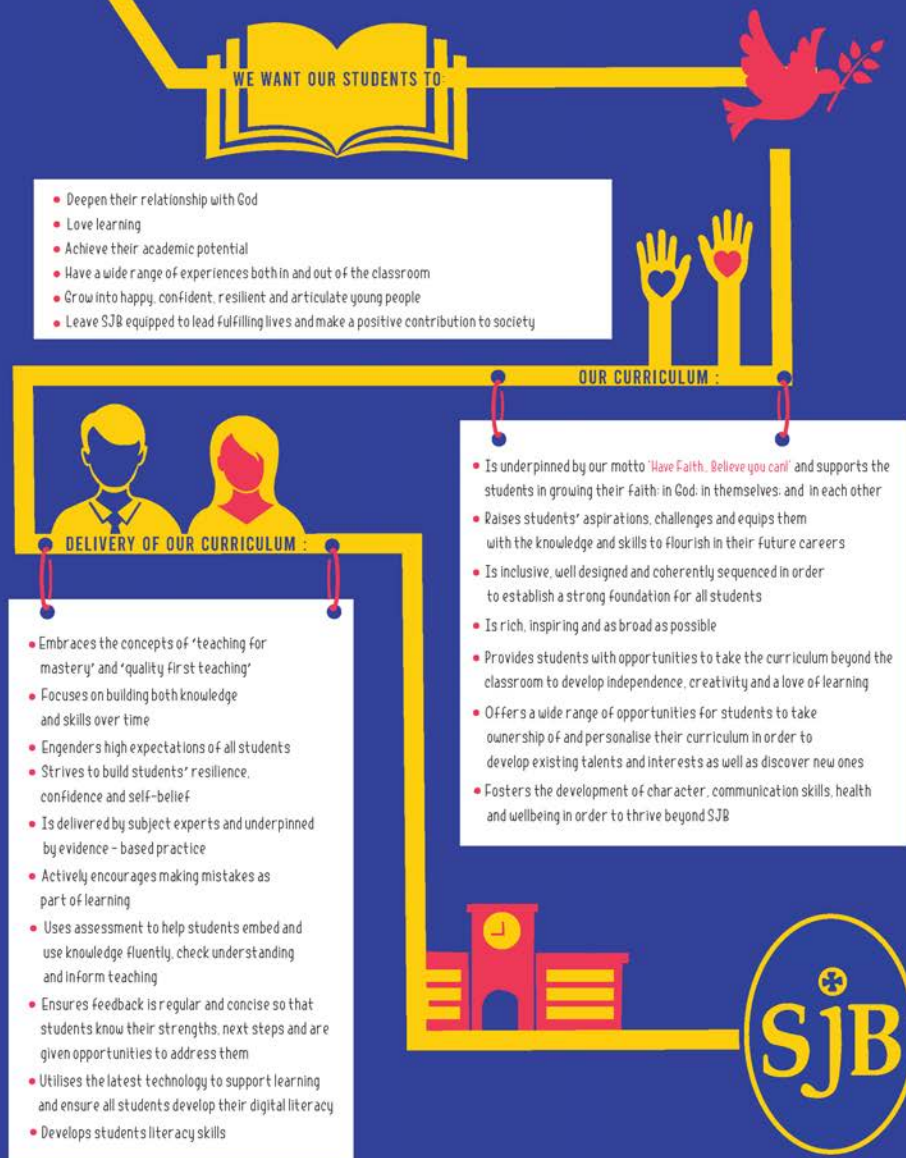 WE WANT OUR STUDENTS TO:
• Deepen their relationship with God
• Love learning
• Achieve their academic potential
• Have a wide range of experiences both in and out of the classroom
• Grow into happy, confident, resilient and articulate young people
• Leave SJB equipped to lead fulfilling lives and make a positive contribution to society
OUR CURRICULUM :
• Is underpinned by our motto 'Have Faith, Believe you can!' and supports the
students in growing their faith: in God; in themselves; and in each other
• Raises students' aspirations, challenges and equips them
with the knowledge and skills to flourish in their future careers
• Is inclusive, well designed and coherently sequenced in order
to establish a strong foundation for all students
• Is rich, inspiring and as broad as possible
• Provides students with opportunities to take the curriculum beyond the
classroom to develop independence, creativity and a love of learning
• Offers a wide range of opportunities for students to take
ownership of and personalise their curriculum in order to
develop existing talents and interests as well as discover new ones
• Fosters the development of character, communication skills, health
and wellbeing in order to thrive beyond SJB
DELIVERY OF OUR CURRICULUM :
• Embraces the concepts of 'teaching for
mastery' and 'quality first teaching'
• Focuses on building both knowledge
and skills over time
• Engenders high expectations of all students
• Strives to build students' resilience,
confidence and self-belief
• Is delivered by subject experts and underpinned
by evidence - based practice
• Actively encourages making mistakes as
part of learning
• Uses assessment to help students embed and
use knowledge fluently, check understanding
and inform teaching
• Ensures feedback is regular and concise so that
students know their strengths, next steps and are
given opportunities to address them
• Utilises the latest technology to support learning
and ensure all students develop their digital literacy
• Develops students literacy skills
SJB